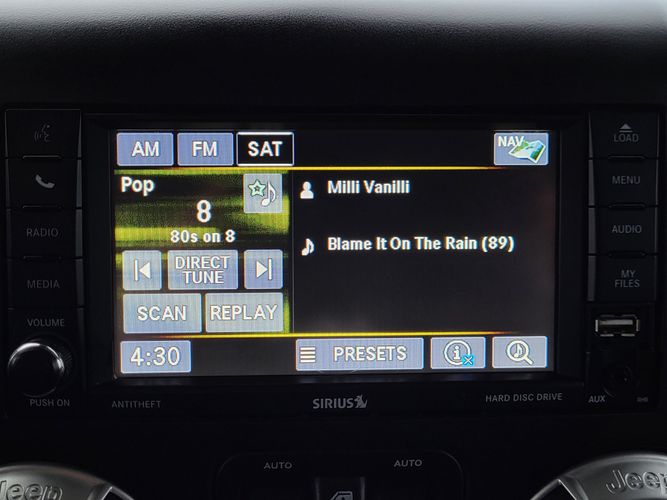 AM
FM
SAT
NAV
LOAD
MENU
AUDIO
MY
FILES
RADIO
MEDIA
VOLUME
PUSH ON
Pop
8
80s on 8
DIRECT
TUNE
SCAN
REPLAY
Milli Vanilli
Blame It On The Rain (89)
4:30
PRESETS
ANTITHEFT
SIRIUS
HARD DISC DRIVE
AUX
AUTO
AUTO
Jeep
Jeep